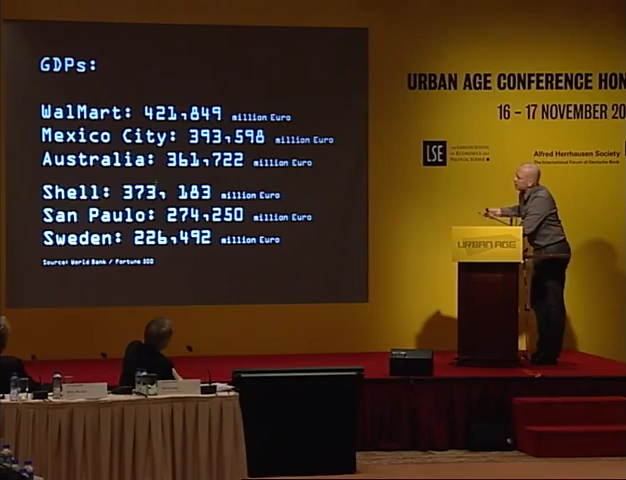 GDPs:
WalMart: 421,849 million Euro
Mexico City: 393,598 million Euro
Australia: 361,722 million Euro
Shell: 373, 183 million Euro
San Paulo: 274,250 million Euro
Sweden: 226,492 million Euro
Source: World Bank / Fortune 300
URBAN AGE CONFERENCE HON
16 – 17 NOVEMBER 20
LSE
THE LONDON SCHOOL
OF ECONOMICS AND
POLITICAL SCIENCE
Alfred Herrhausen Society
The International Forum of Deutsche Bank
URBAN AGE